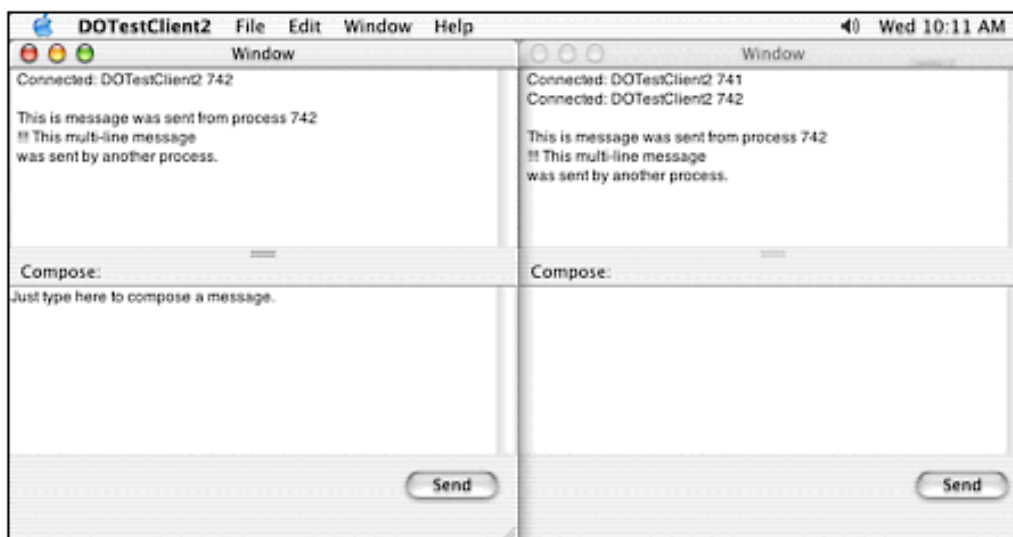 DOTestClient2 File Edit Window Help Wed 10:11 AM
Window
Connected: DOTestClient2 742
This is message was sent from process 742
!!! This multi-line message
was sent by another process.
Compose:
Just type here to compose a message.
Send
Window
Connected: DOTestClient2 741
Connected: DOTestClient2 742
This is message was sent from process 742
!!! This multi-line message
was sent by another process.
Compose:
Send